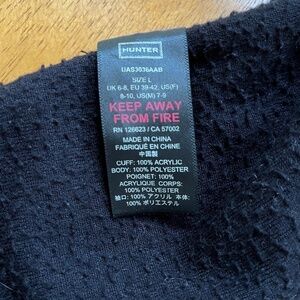 HUNTER
UAS3636AAB
SIZE L
UK 6-8, EU 39-42, US(F)
8-10, US(M) 7-9
KEEP AWAY
FROM FIRE
RN 126623 / CA 57002
MADE IN CHINA
FABRIQUÉ EN CHINE
中国製
CUFF: 100% ACRYLIC
BODY: 100% POLYESTER
POIGNET: 100%
ACRYLIQUE CORPS:
100% POLYESTER
袖口：100% アクリル 本体：
100% ポリエステル